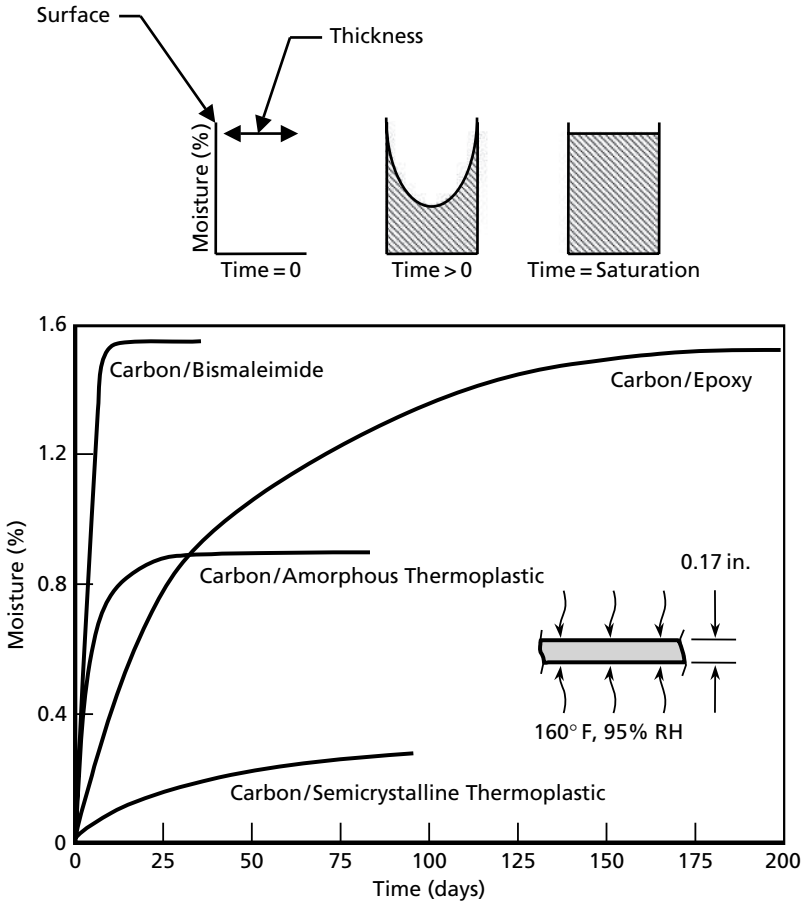 Surface
Thickness
Moisture (%)
Time = 0
Time > 0
Time = Saturation
1.6
Carbon/Bismaleimide
Carbon/Epoxy
1.2
Moisture (%)
0.8
Carbon/Amorphous Thermoplastic
0.17 in.
0.4
160° F, 95% RH
Carbon/Semicrystalline Thermoplastic
0
0 25 50 75 100 125 150 175 200
Time (days)